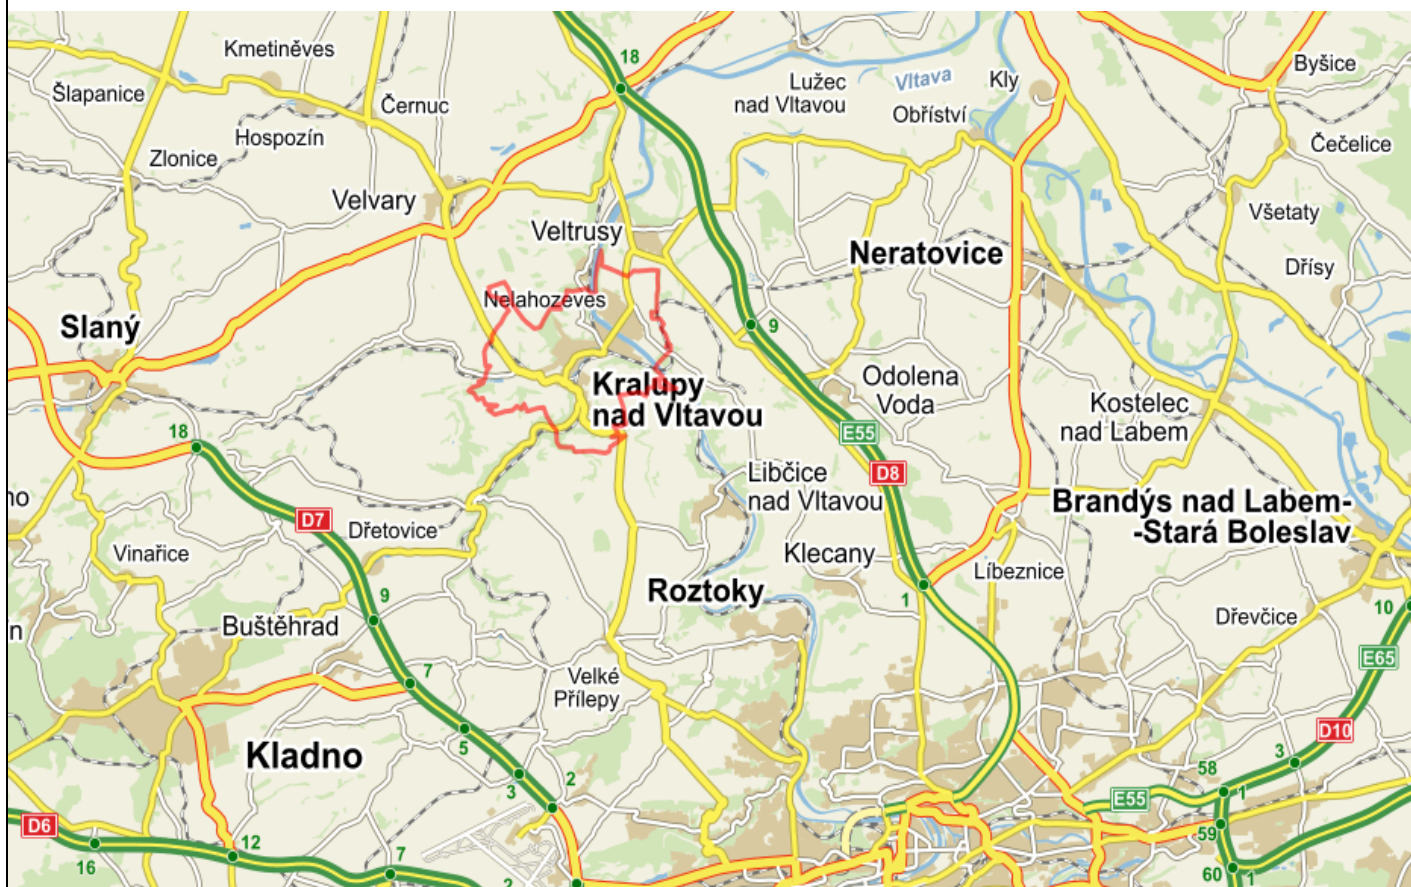 18
Kmetiněves
Byšice
Vltava
Kly
Lužec
nad Vltavou
Šlapanice
Černuc
Obříství
Hospozín
Čečelice
Zlonice
Velvary
Všetaty
Veltrusy
Neratovice
Dřísy
Nelahozeves
Slaný
9
Kralupy
nad Vltavou
Odolena
Voda
Kostelec
nad Labem
18
E55
D8
Libčice
nad Vltavou
Brandýs nad Labem-
-Stará Boleslav
no
D7
Dřetovice
Vinařice
Klecany
Líbeznice
Roztoky
1
9
10
Dřevčice
Buštěhrad
n
E65
7
Velké
Přílepy
D10
5
Kladno
3
58
2
3
1
E55
D6
59
12
16
7
2
60
1